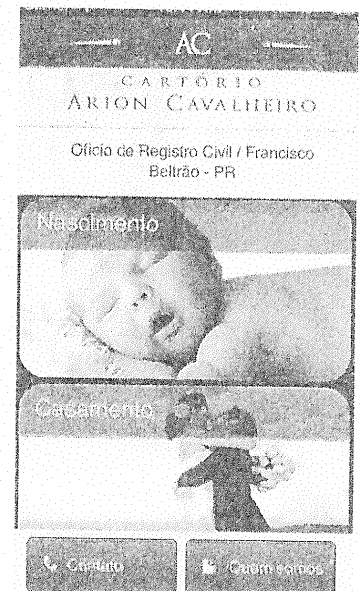 AC
CARTÓRIO
ARION CAVALHEIRO
Ofício de Registro Civil / Francisco
Beltrão - PR
Nascimento
Casamento
Contato
Quem somos